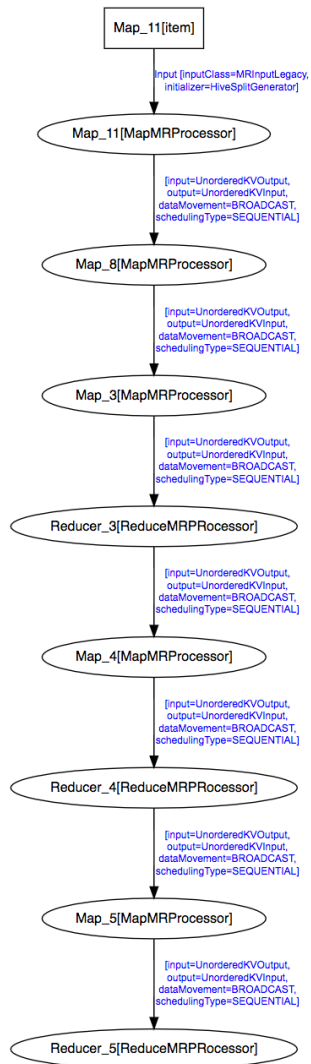 Map_11[item]
Input [inputClass=MRInputLegacy,
initializer=HiveSplitGenerator]
Map_11[MapMRProcessor]
[input=UnorderedKVOutput,
output=UnorderedKVInput,
dataMovement=BROADCAST,
schedulingType=SEQUENTIAL]
Map_8[MapMRProcessor]
[input=UnorderedKVOutput,
output=UnorderedKVInput,
dataMovement=BROADCAST,
schedulingType=SEQUENTIAL]
Map_3[MapMRProcessor]
[input=UnorderedKVOutput,
output=UnorderedKVInput,
dataMovement=BROADCAST,
schedulingType=SEQUENTIAL]
Reducer_3[ReduceMRPRocessor]
[input=UnorderedKVOutput,
output=UnorderedKVInput,
dataMovement=BROADCAST,
schedulingType=SEQUENTIAL]
Map_4[MapMRProcessor]
[input=UnorderedKVOutput,
output=UnorderedKVInput,
dataMovement=BROADCAST,
schedulingType=SEQUENTIAL]
Reducer_4[ReduceMRPRocessor]
[input=UnorderedKVOutput,
output=UnorderedKVInput,
dataMovement=BROADCAST,
schedulingType=SEQUENTIAL]
Map_5[MapMRProcessor]
[input=UnorderedKVOutput,
output=UnorderedKVInput,
dataMovement=BROADCAST,
schedulingType=SEQUENTIAL]
Reducer_5[ReduceMRPRocessor]